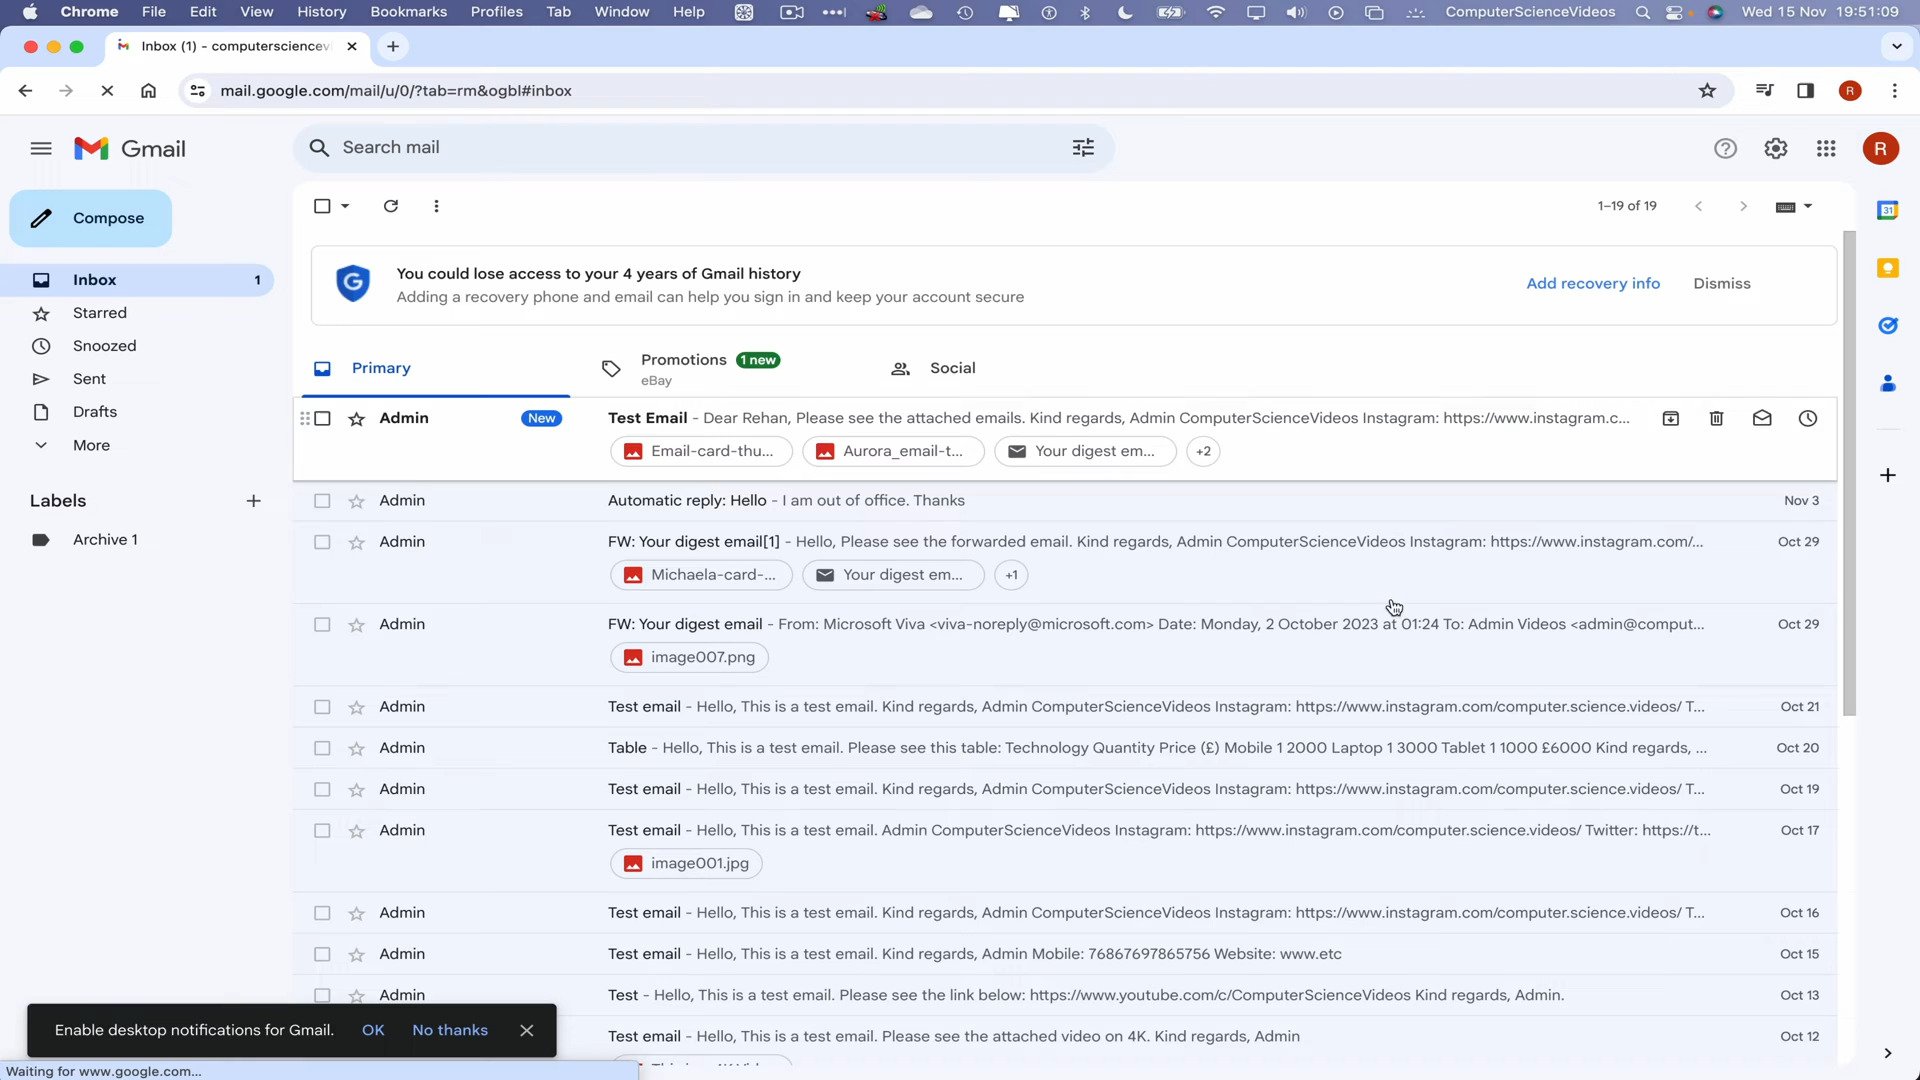 Chrome File Edit View History Bookmarks Profiles Tab Window Help ComputerScienceVideos Wed 15 Nov 19:51:09
Inbox (1) - computersciencev
mail.google.com/mail/u/0/?tab=rm&ogbl#inbox R
Gmail Search mail R
Compose 1–19 of 19
You could lose access to your 4 years of Gmail history
Adding a recovery phone and email can help you sign in and keep your account secure
Add recovery info Dismiss
Inbox 1
Starred
Snoozed
Sent
Drafts
More
Labels
Archive 1
Primary Promotions 1 new Social
eBay
Admin New Test Email - Dear Rehan, Please see the attached emails. Kind regards, Admin ComputerScienceVideos Instagram: https://www.instagram.c...
Email-card-thu... Aurora_email-t... Your digest em... +2
Admin Automatic reply: Hello - I am out of office. Thanks Nov 3
Admin FW: Your digest email[1] - Hello, Please see the forwarded email. Kind regards, Admin ComputerScienceVideos Instagram: https://www.instagram.com/... Oct 29
Michaela-card-... Your digest em... +1
Admin FW: Your digest email - From: Microsoft Viva <viva-noreply@microsoft.com> Date: Monday, 2 October 2023 at 01:24 To: Admin Videos <admin@comput... Oct 29
image007.png
Admin Test email - Hello, This is a test email. Kind regards, Admin ComputerScienceVideos Instagram: https://www.instagram.com/computer.science.videos/ T... Oct 21
Admin Table - Hello, This is a test email. Please see this table: Technology Quantity Price (£) Mobile 1 2000 Laptop 1 3000 Tablet 1 1000 £6000 Kind regards, ... Oct 20
Admin Test email - Hello, This is a test email. Kind regards, Admin ComputerScienceVideos Instagram: https://www.instagram.com/computer.science.videos/ T... Oct 19
Admin Test email - Hello, This is a test email. Admin ComputerScienceVideos Instagram: https://www.instagram.com/computer.science.videos/ Twitter: https://t... Oct 17
image001.jpg
Admin Test email - Hello, This is a test email. Kind regards, Admin ComputerScienceVideos Instagram: https://www.instagram.com/computer.science.videos/ T... Oct 16
Admin Test email - Hello, This is a test email. Kind regards, Admin Mobile: 76867697865756 Website: www.etc Oct 15
Admin Test - Hello, This is a test email. Please see the link below: https://www.youtube.com/c/ComputerScienceVideos Kind regards, Admin. Oct 13
Test email - Hello, This is a test email. Please see the attached video on 4K. Kind regards, Admin Oct 12
Enable desktop notifications for Gmail. OK No thanks
Waiting for www.google.com...